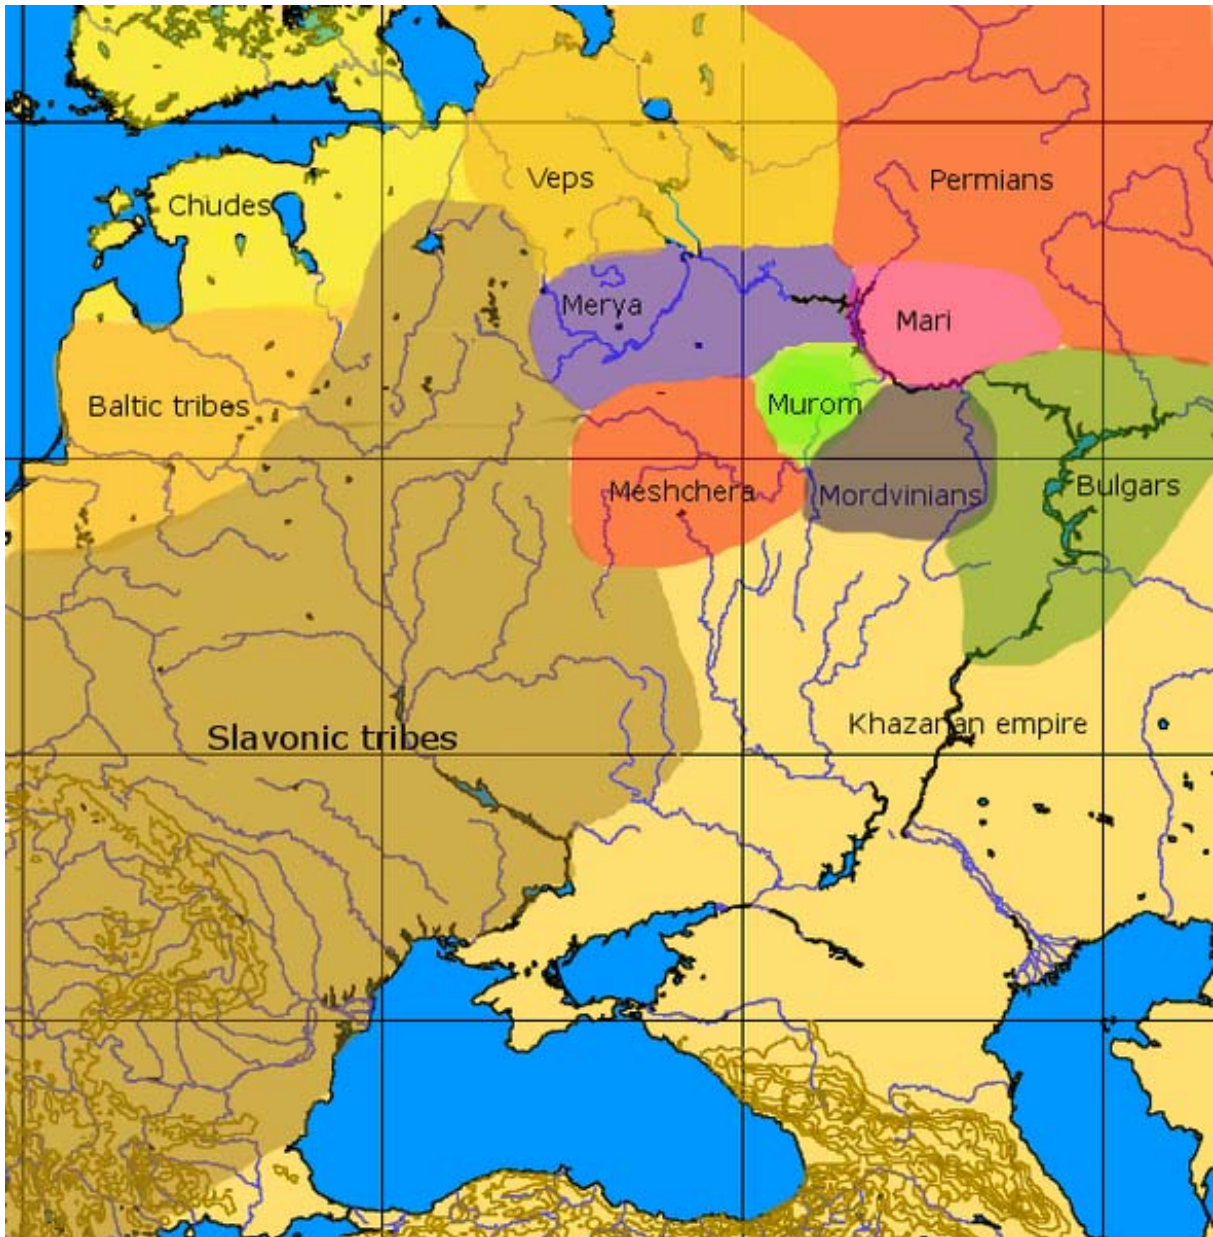 Veps
Permians
Chudes
Merya
Mari
Baltic tribes
Murom
Meshchera
Mordvinians
Bulgars
Khazarian empire
Slavonic tribes